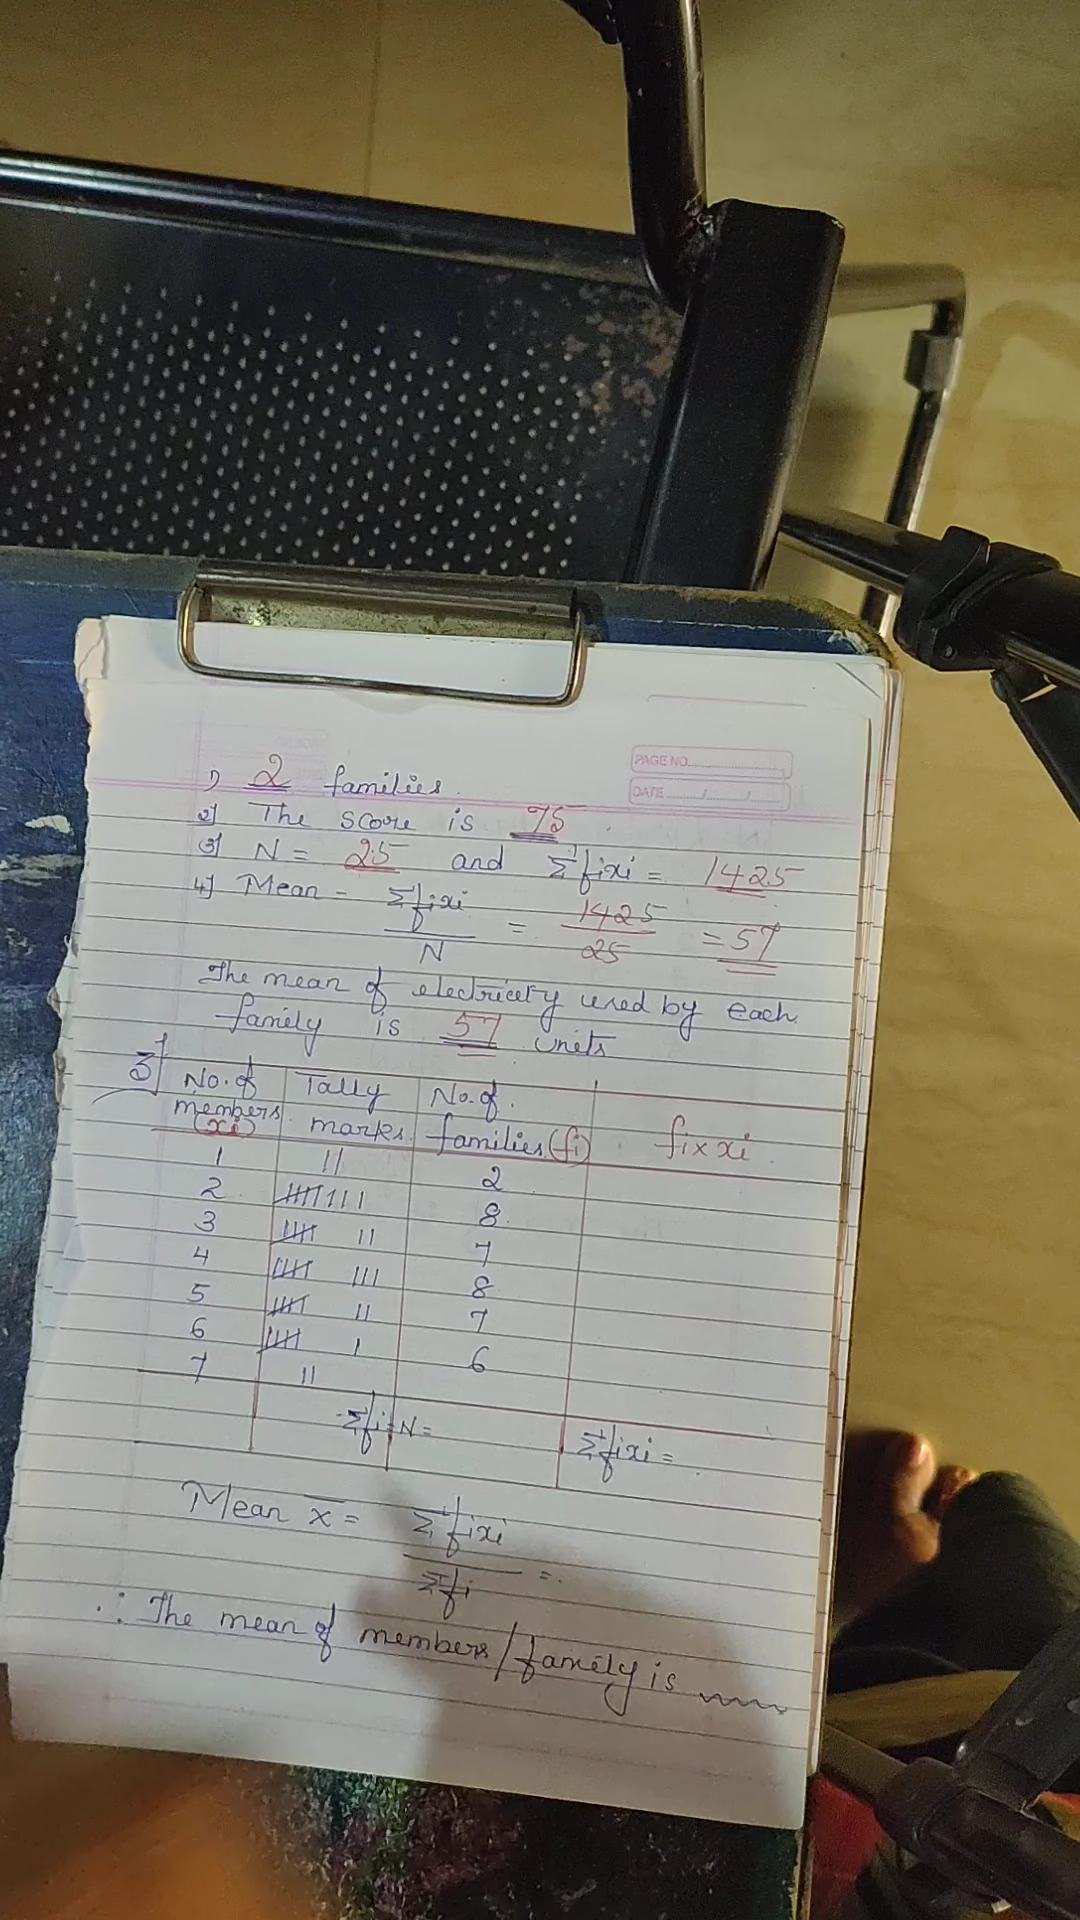 PAGE NO.
DATE
1) 2 families.
2) The score is 75.
3) N = 25 and Σfixi = 1425
4) Mean = Σfixi / N = 1425 / 25 = 57
The mean of electricety used by each
family is 57 units
3] No. of members (xi) | Tally marks | No. of families (fi) | fi x xi
1 || 2
2 |||| ||| 8
3 |||| || 7
4 |||| ||| 8
5 |||| || 7
6 |||| | 6
7 ||
Σfi = N = Σfixi =
Mean x̄ = Σfixi / Σfi =
∴ The mean of members/family is